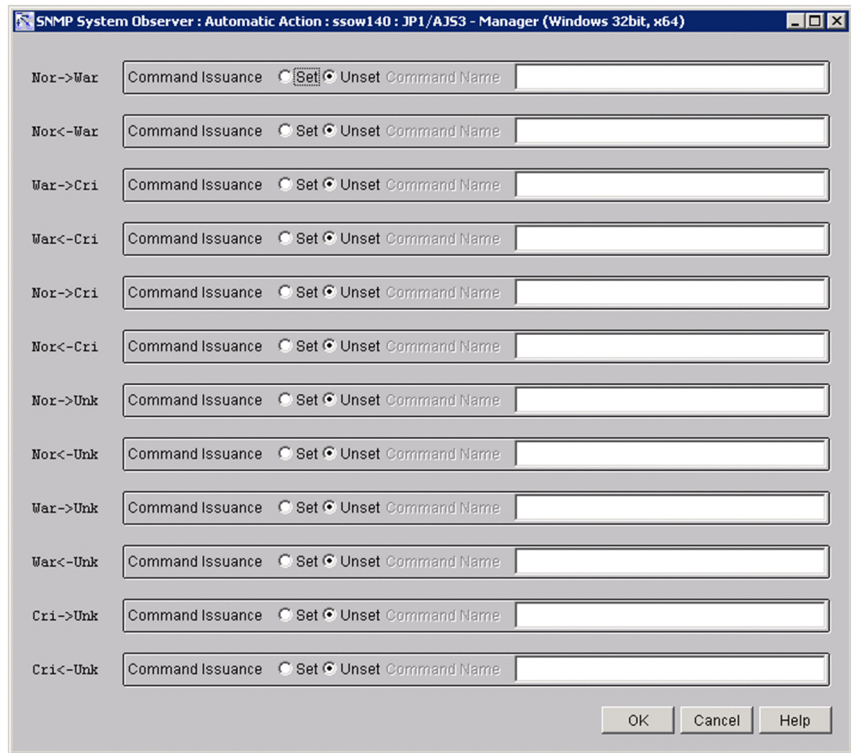 SNMP System Observer : Automatic Action : ssow140 : JP1/AJS3 - Manager (Windows 32bit, x64)
Nor->War Command Issuance Set Unset Command Name
Nor<-War Command Issuance Set Unset Command Name
War->Cri Command Issuance Set Unset Command Name
War<-Cri Command Issuance Set Unset Command Name
Nor->Cri Command Issuance Set Unset Command Name
Nor<-Cri Command Issuance Set Unset Command Name
Nor->Unk Command Issuance Set Unset Command Name
Nor<-Unk Command Issuance Set Unset Command Name
War->Unk Command Issuance Set Unset Command Name
War<-Unk Command Issuance Set Unset Command Name
Cri->Unk Command Issuance Set Unset Command Name
Cri<-Unk Command Issuance Set Unset Command Name
OK Cancel Help